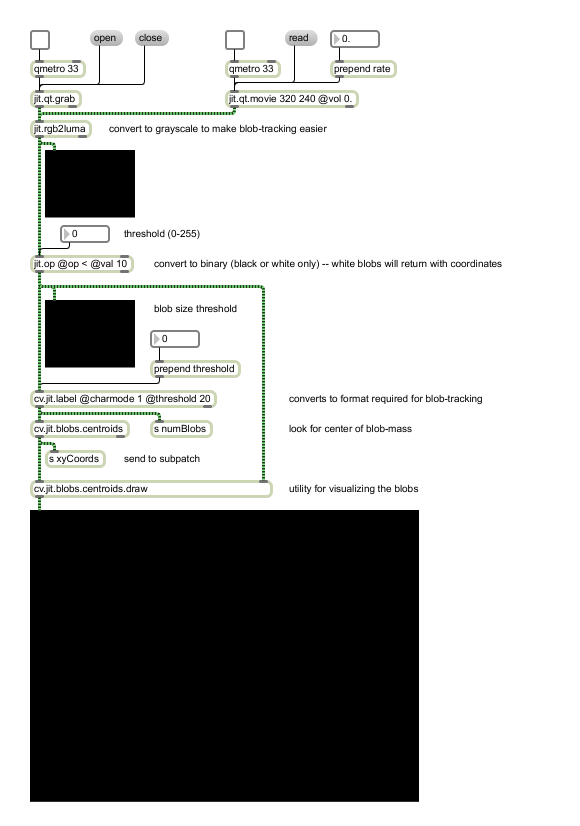 open close read 0.
qmetro 33 qmetro 33 prepend rate
jit.qt.grab jit.qt.movie 320 240 @vol 0.
jit.rgb2luma convert to grayscale to make blob-tracking easier
0 threshold (0-255)
jit.op @op < @val 10 convert to binary (black or white only) -- white blobs will return with coordinates
blob size threshold
0
prepend threshold
cv.jit.label @charmode 1 @threshold 20 converts to format required for blob-tracking
cv.jit.blobs.centroids s numBlobs look for center of blob-mass
s xyCoords send to subpatch
cv.jit.blobs.centroids.draw utility for visualizing the blobs